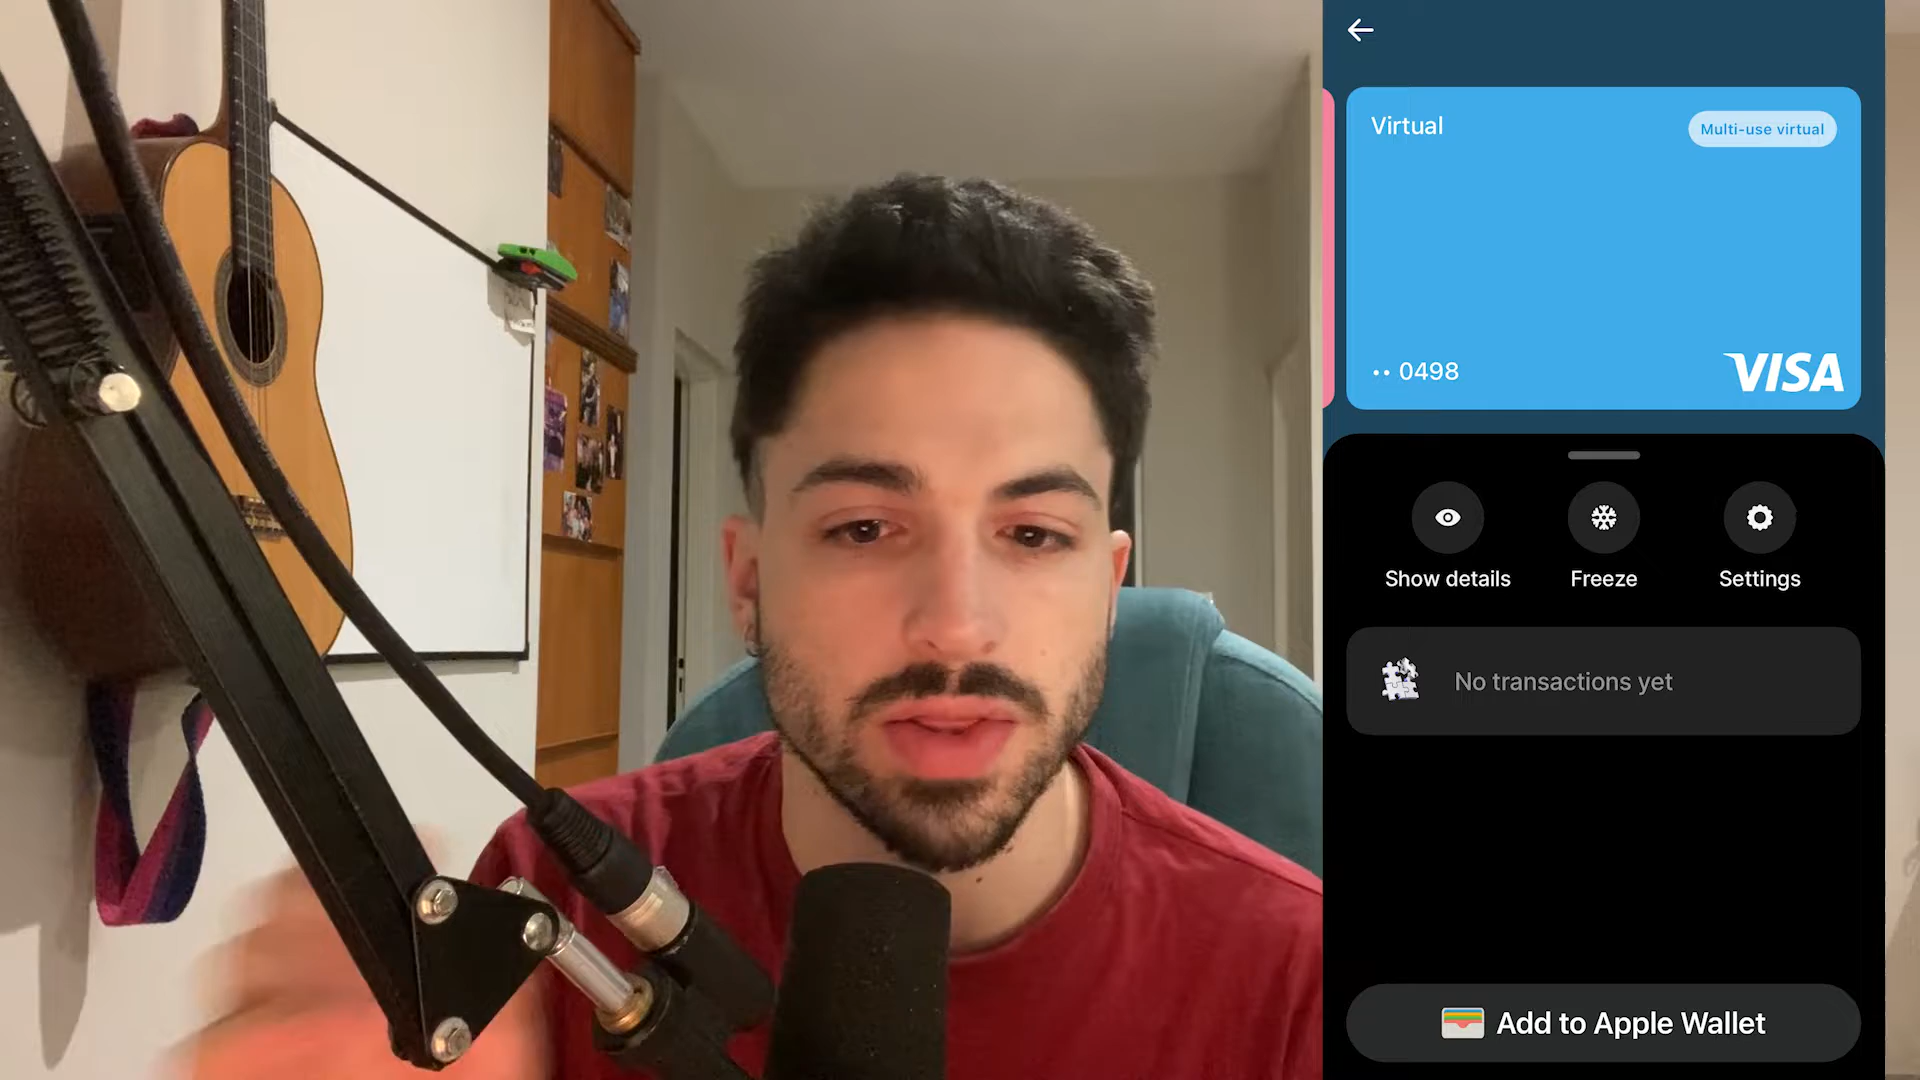 Virtual
Multi-use virtual
•• 0498
VISA
Show details
Freeze
Settings
No transactions yet
Add to Apple Wallet